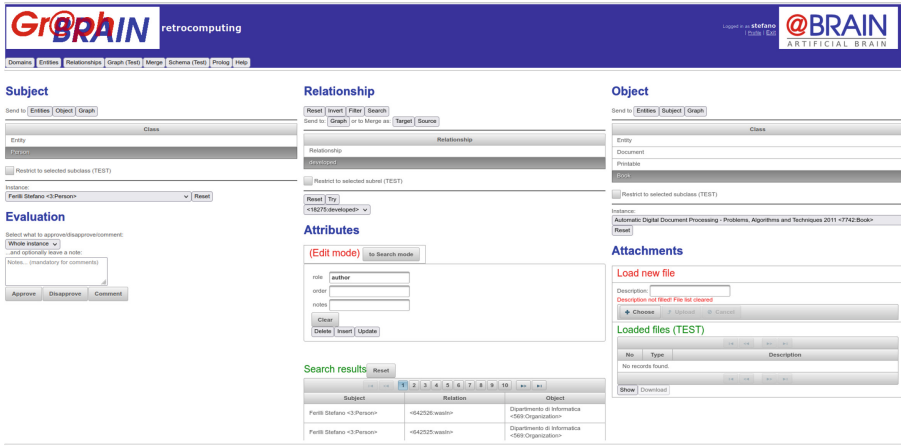 Gr@phBRAIN
retrocomputing
Logged in as stefano
| Profile | Exit
@BRAIN
ARTIFICIAL BRAIN
Domains Entities Relationships Graph (Test) Merge Schema (Test) Prolog Help
Subject
Send to Entities Object Graph
Class
Entity
Person
Restrict to selected subclass (TEST)
Instance:
Ferilli Stefano <3:Person> Reset
Evaluation
Select what to approve/disapprove/comment:
Whole instance
...and optionally leave a note:
Notes... (mandatory for comments)
Approve Disapprove Comment
Relationship
Reset Invert Filter Search
Send to: Graph or to Merge as: Target Source
Relationship
Relationship
developed
Restrict to selected subrel (TEST)
Reset Try
<18275:developed>
Attributes
(Edit mode) to Search mode
role author
order
notes
Clear
Delete Insert Update
Search results Reset
1 2 3 4 5 6 7 8 9 10
Subject Relation Object
Ferilli Stefano <3:Person> <642526:wasIn> Dipartimento di Informatica
<569:Organization>
Ferilli Stefano <3:Person> <642525:wasIn> Dipartimento di Informatica
<569:Organization>
Object
Send to Entities Subject Graph
Class
Entity
Document
Printable
Book
Restrict to selected subclass (TEST)
Instance:
Automatic Digital Document Processing - Problems, Algorithms and Techniques 2011 <7742:Book>
Reset
Attachments
Load new file
Description:
Description not filled! File list cleared
Choose Upload Cancel
Loaded files (TEST)
No Type Description
No records found.
Show Download